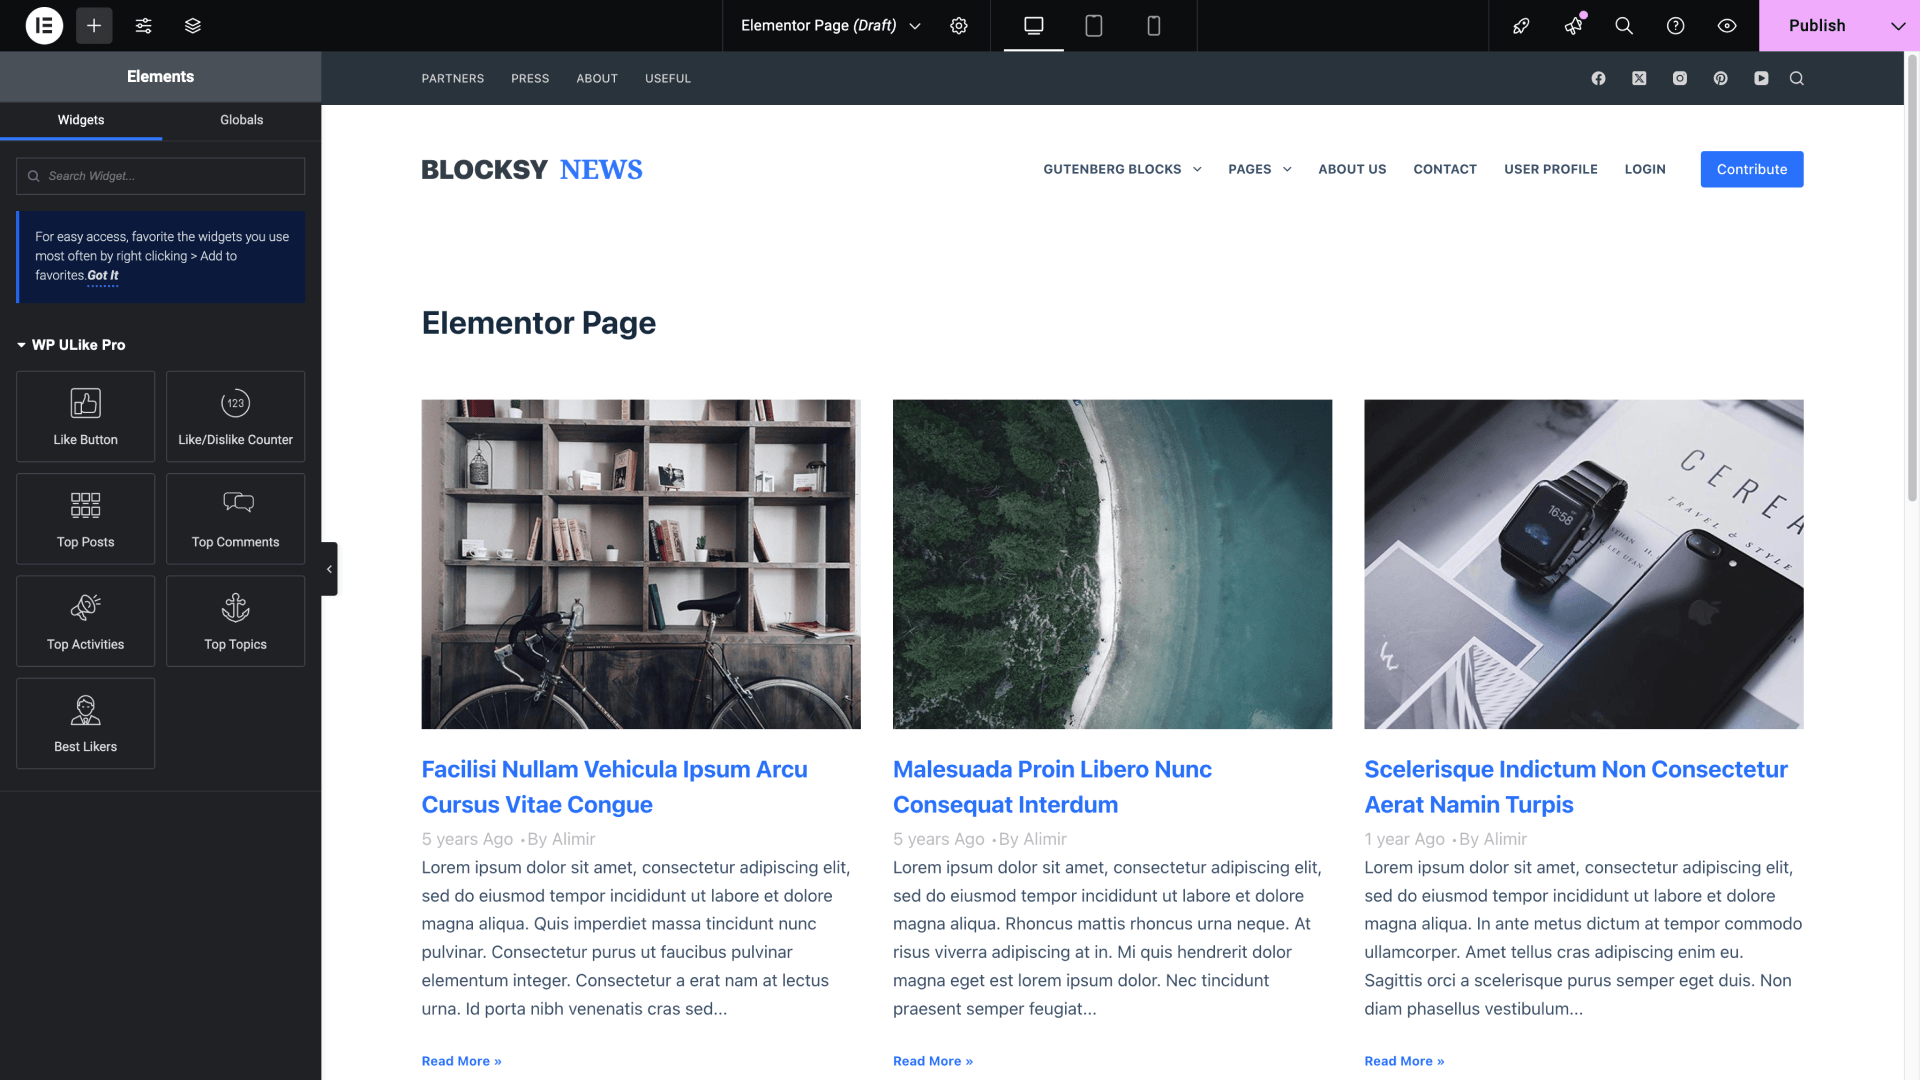 Elementor Page (Draft)
Publish
Elements
Widgets
Globals
Search Widget...
For easy access, favorite the widgets you use
most often by right clicking > Add to
favorites.Got It
WP ULike Pro
Like Button
123
Like/Dislike Counter
Top Posts
Top Comments
Top Activities
Top Topics
Best Likers
PARTNERS
PRESS
ABOUT
USEFUL
BLOCKSY NEWS
GUTENBERG BLOCKS
PAGES
ABOUT US
CONTACT
USER PROFILE
LOGIN
Contribute
Elementor Page
CEREA
TRAVEL & STYLE
LEE UFAN
16:58
Facilisi Nullam Vehicula Ipsum Arcu
Cursus Vitae Congue
5 years Ago •By Alimir
Lorem ipsum dolor sit amet, consectetur adipiscing elit,
sed do eiusmod tempor incididunt ut labore et dolore
magna aliqua. Quis imperdiet massa tincidunt nunc
pulvinar. Consectetur purus ut faucibus pulvinar
elementum integer. Consectetur a erat nam at lectus
urna. Id porta nibh venenatis cras sed...
Read More »
Malesuada Proin Libero Nunc
Consequat Interdum
5 years Ago •By Alimir
Lorem ipsum dolor sit amet, consectetur adipiscing elit,
sed do eiusmod tempor incididunt ut labore et dolore
magna aliqua. Rhoncus mattis rhoncus urna neque. At
risus viverra adipiscing at in. Mi quis hendrerit dolor
magna eget est lorem ipsum dolor. Nec tincidunt
praesent semper feugiat...
Read More »
Scelerisque Indictum Non Consectetur
Aerat Namin Turpis
1 year Ago •By Alimir
Lorem ipsum dolor sit amet, consectetur adipiscing elit,
sed do eiusmod tempor incididunt ut labore et dolore
magna aliqua. In ante metus dictum at tempor commodo
ullamcorper. Amet tellus cras adipiscing enim eu.
Sagittis orci a scelerisque purus semper eget duis. Non
diam phasellus vestibulum...
Read More »